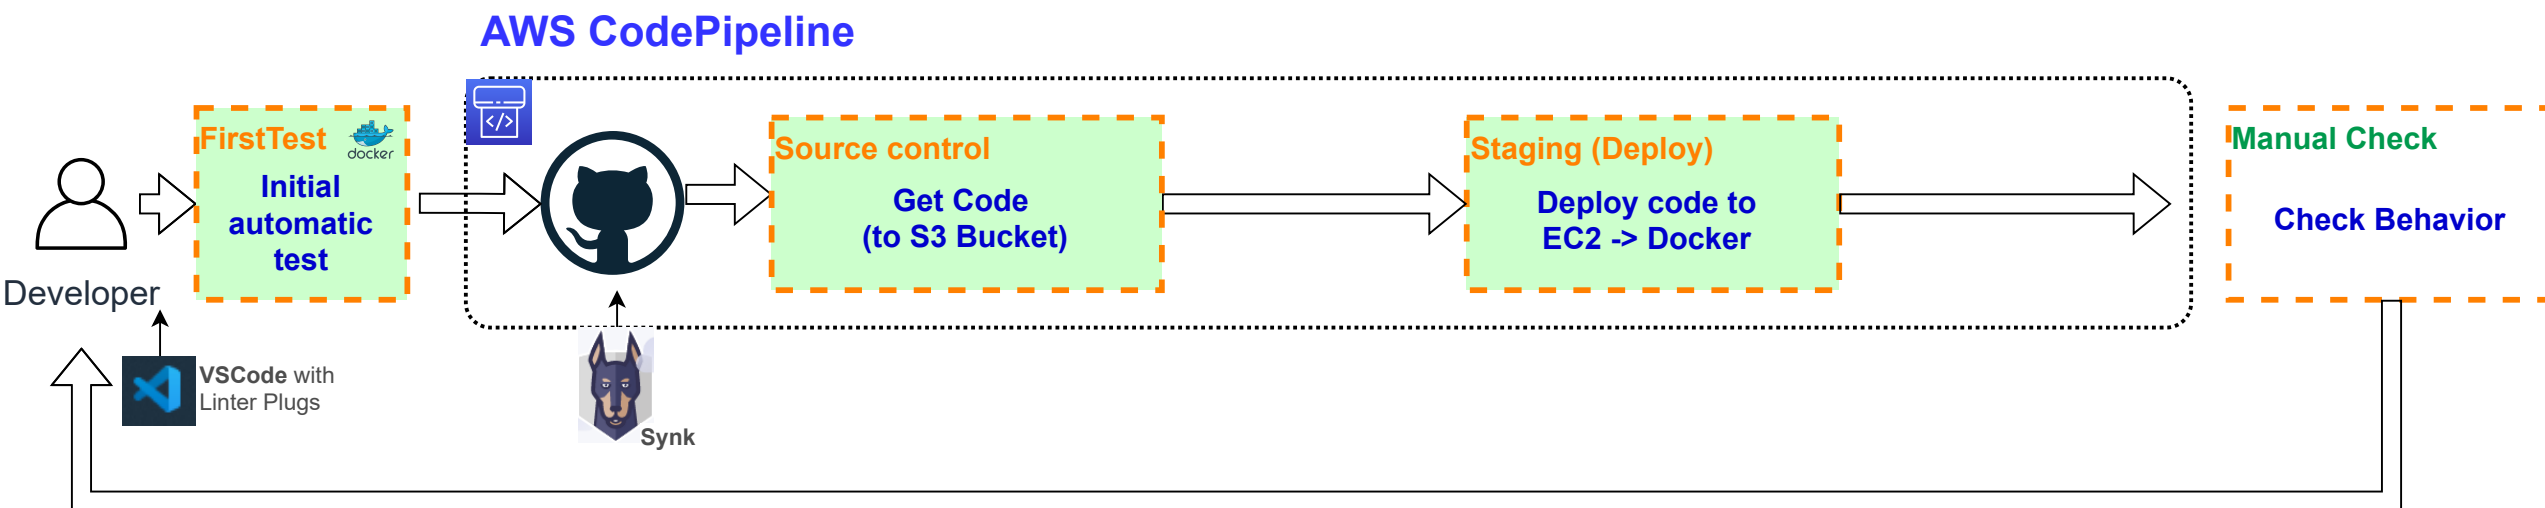 AWS CodePipeline
FirstTest
docker
Initial
automatic
test
Developer
VSCode with
Linter Plugs
</>
Synk
Source control
Get Code
(to S3 Bucket)
Staging (Deploy)
Deploy code to
EC2 -> Docker
Manual Check
Check Behavior